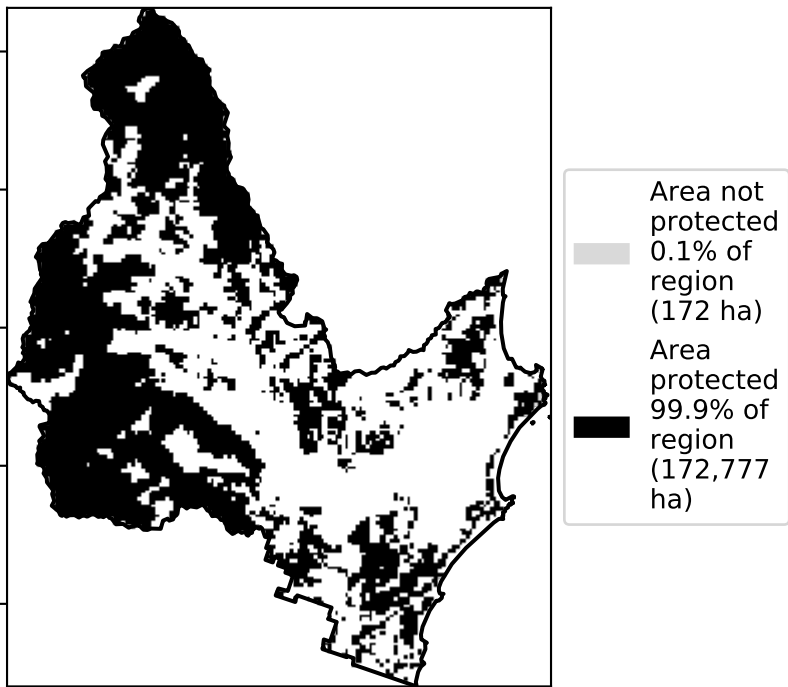 Area not
protected
0.1% of
region
(172 ha)
Area
protected
99.9% of
region
(172,777
ha)